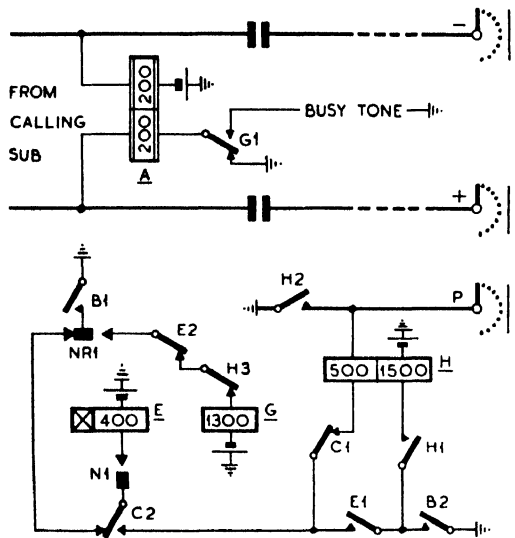 −
FROM
CALLING
SUB
200
200
A
G1
BUSY TONE
+
B1
NR1
E2
H3
H2
P
500 1500 H
400 E
1300 G
N1
C2
C1
H1
E1
B2